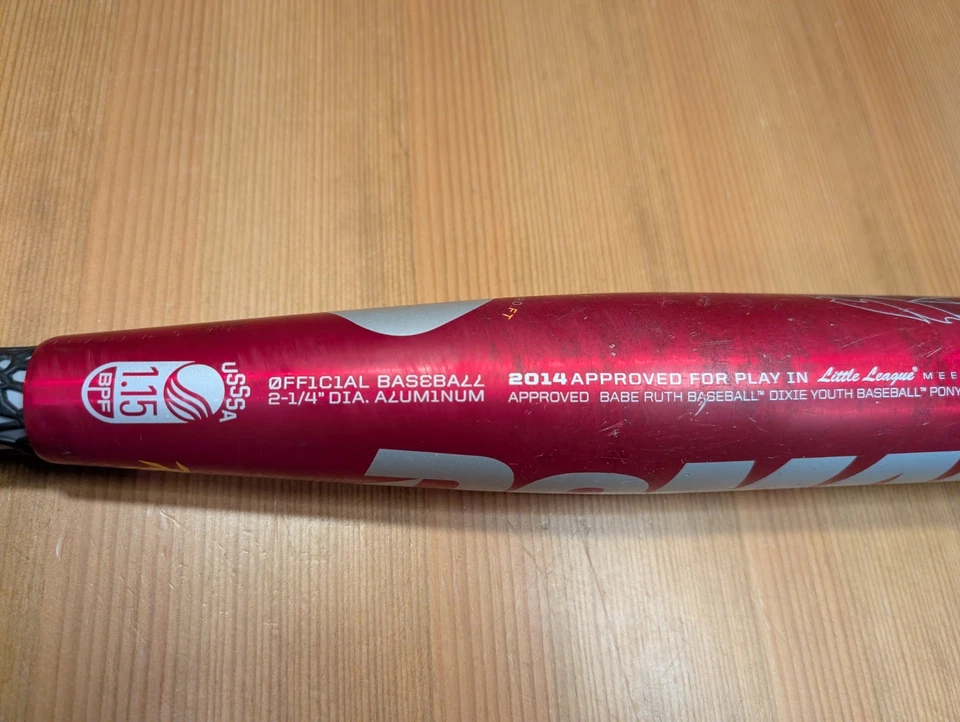 1.15
BPF
USSSA
OFFICIAL BASEBALL
2-1/4" DIA. ALUMINUM
2014 APPROVED FOR PLAY IN Little League®
APPROVED BABE RUTH BASEBALL™ DIXIE YOUTH BASEBALL™ PONY